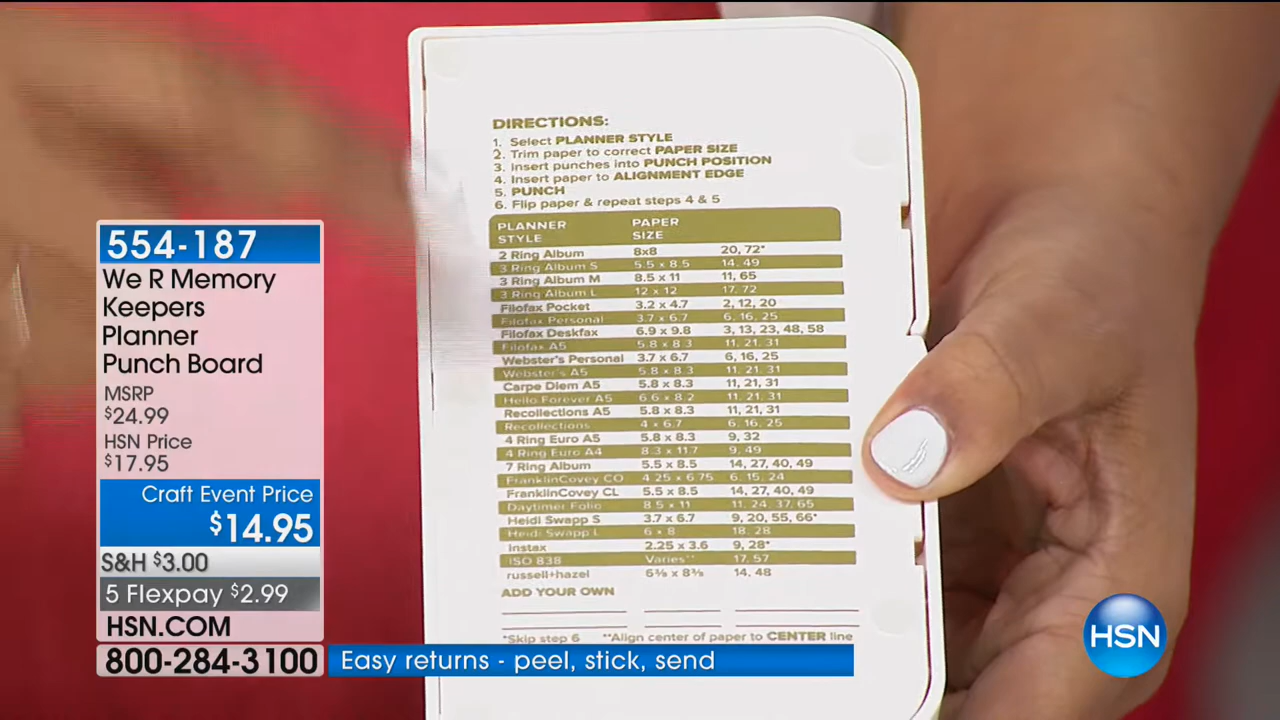 DIRECTIONS:
1. Select PLANNER STYLE
2. Trim paper to correct PAPER SIZE
3. Insert punches into PUNCH POSITION
4. Insert paper to ALIGNMENT EDGE
5. PUNCH
6. Flip paper & repeat steps 4 & 5
PLANNER STYLE PAPER SIZE
2 Ring Album 8x8 20, 72*
3 Ring Album S 5.5 x 8.5 14, 49
3 Ring Album M 8.5 x 11 11, 65
3 Ring Album L 12 x 12 17, 72
Filofax Pocket 3.2 x 4.7 2, 12, 20
Filofax Personal 3.7 x 6.7 6, 16, 25
Filofax Deskfax 6.9 x 9.8 3, 13, 23, 48, 58
Filofax A5 5.8 x 8.3 11, 21, 31
Webster's Personal 3.7 x 6.7 6, 16, 25
Webster's A5 5.8 x 8.3 11, 21, 31
Carpe Diem A5 5.8 x 8.3 11, 21, 31
Hello Forever A5 6.6 x 8.2 11, 21, 31
Recollections A5 5.8 x 8.3 11, 21, 31
Recollections 4 x 6.7 6, 16, 25
4 Ring Euro A5 5.8 x 8.3 9, 32
4 Ring Euro A4 8.3 x 11.7 9, 49
7 Ring Album 5.5 x 8.5 14, 27, 40, 49
FranklinCovey CO 4.25 x 6.75 6, 15, 24
FranklinCovey CL 5.5 x 8.5 14, 27, 40, 49
Daytimer Folio 8.5 x 11 11, 24, 37, 65
Heidi Swapp S 3.7 x 6.7 9, 20, 55, 66*
Heidi Swapp L 6 x 8 18, 28
Instax 2.25 x 3.6 9, 28*
ISO 838 Varies** 17, 57
russell+hazel 6⅜ x 8⅜ 14, 48
ADD YOUR OWN
*Skip step 6 **Align center of paper to CENTER line
554-187
We R Memory
Keepers
Planner
Punch Board
MSRP
$24.99
HSN Price
$17.95
Craft Event Price
$14.95
S&H $3.00
5 Flexpay $2.99
HSN.COM
800-284-3100
Easy returns - peel, stick, send
HSN